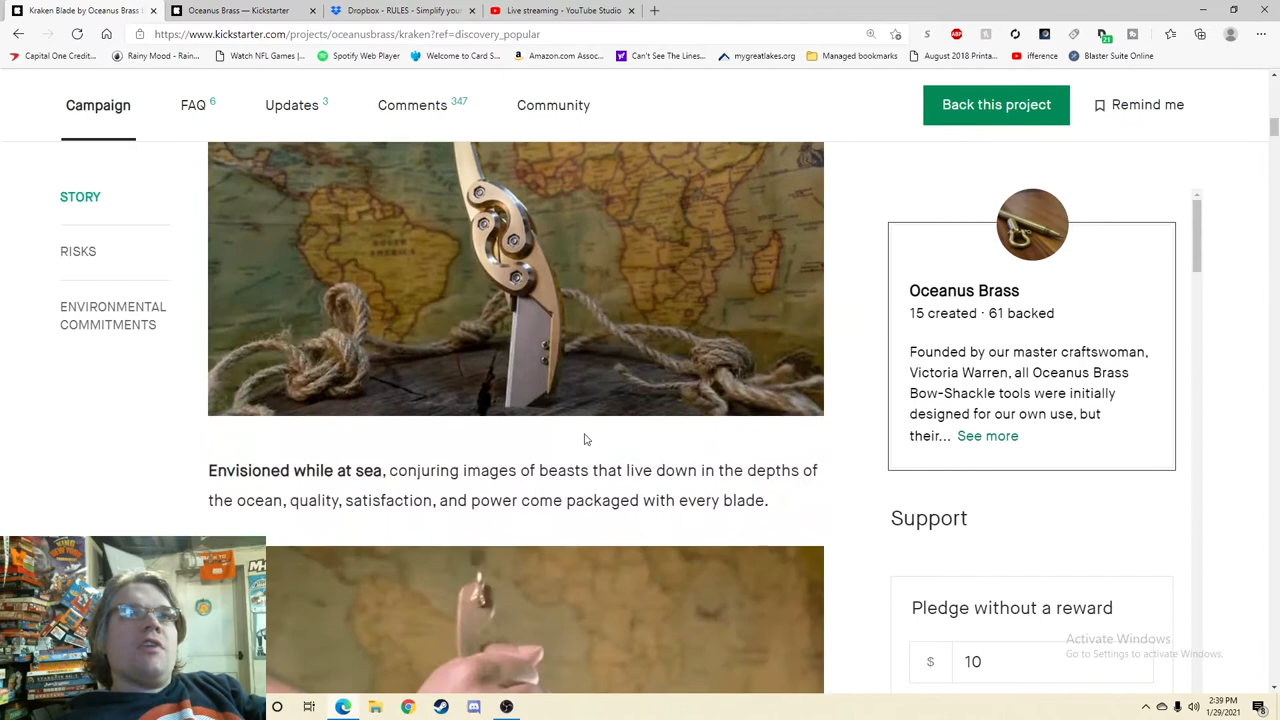 Kraken Blade by Oceanus Brass
Oceanus Brass — Kickstarter
Dropbox - RULES - Simplify your
Live streaming - YouTube Studio
https://www.kickstarter.com/projects/oceanusbrass/kraken?ref=discovery_popular
ABP
21
Capital One Credit...
Rainy Mood - Rain...
Watch NFL Games |...
Spotify Web Player
Welcome to Card S...
Amazon.com Assoc...
Can't See The Lines...
mygreatlakes.org
Managed bookmarks
August 2018 Printa...
ifference
Blaster Suite Online
Campaign
FAQ 6
Updates 3
Comments 347
Community
Back this project
Remind me
STORY
RISKS
ENVIRONMENTAL
COMMITMENTS
Oceanus Brass
15 created · 61 backed
Founded by our master craftswoman,
Victoria Warren, all Oceanus Brass
Bow-Shackle tools were initially
designed for our own use, but
their... See more
Envisioned while at sea, conjuring images of beasts that live down in the depths of
the ocean, quality, satisfaction, and power come packaged with every blade.
Support
Pledge without a reward
$ 10
Activate Windows
Go to Settings to activate Windows.
2:39 PM
1/29/2021
8